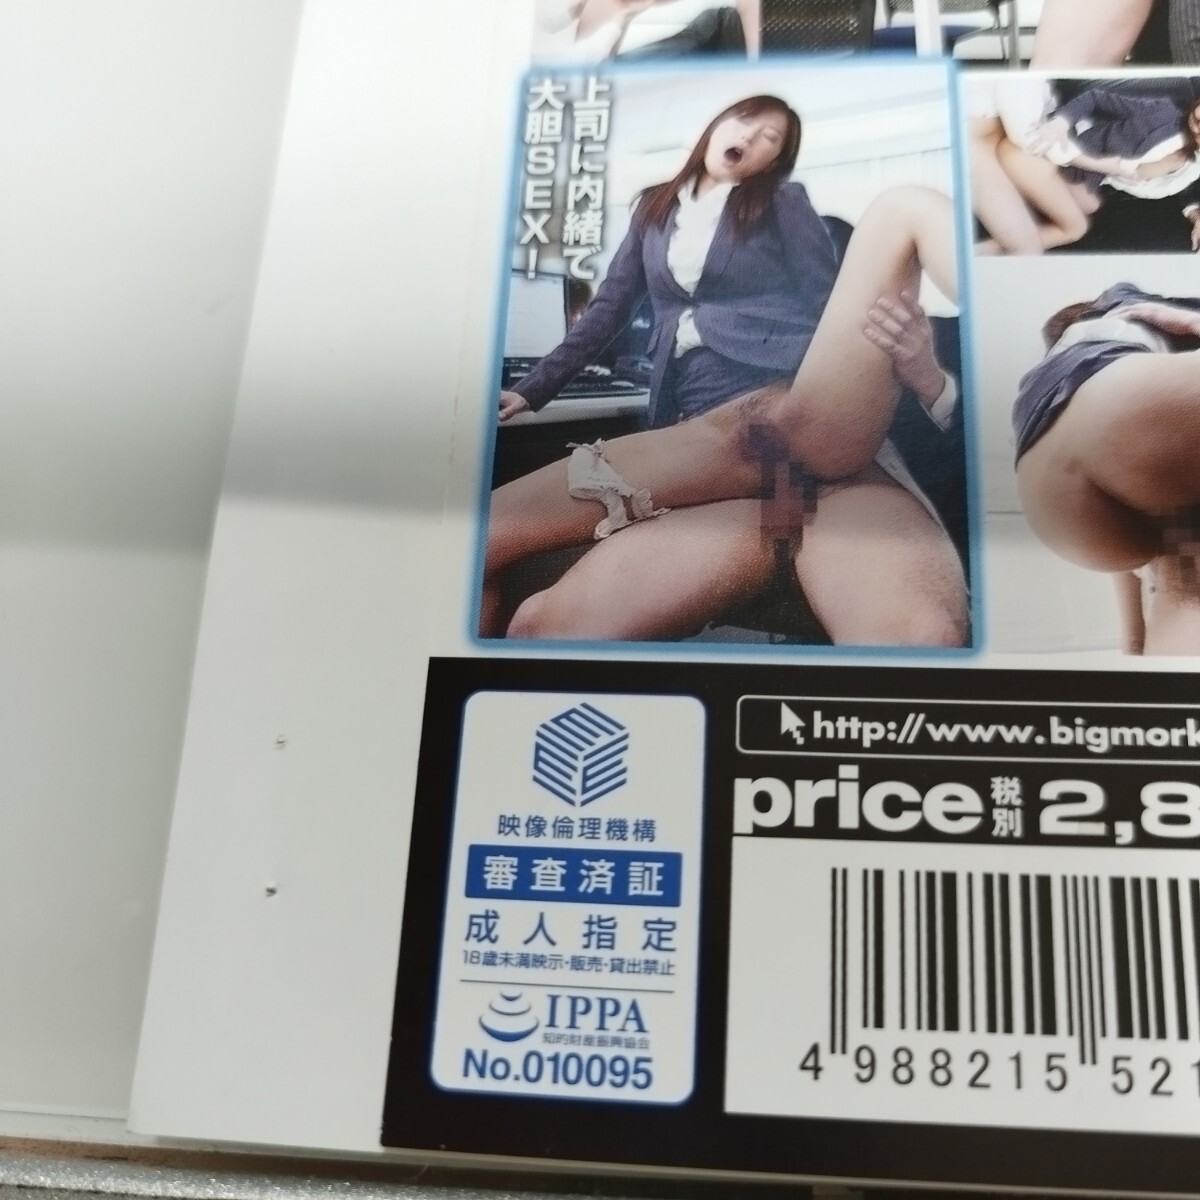 上司に内緒で
大胆SEX!
映像倫理機構
審査済証
成人指定
18歳未満映示・販売・貸出禁止
IPPA
知的財産振興協会
No.010095
http://www.bigmork
price 税別 2,8
4 988215 521